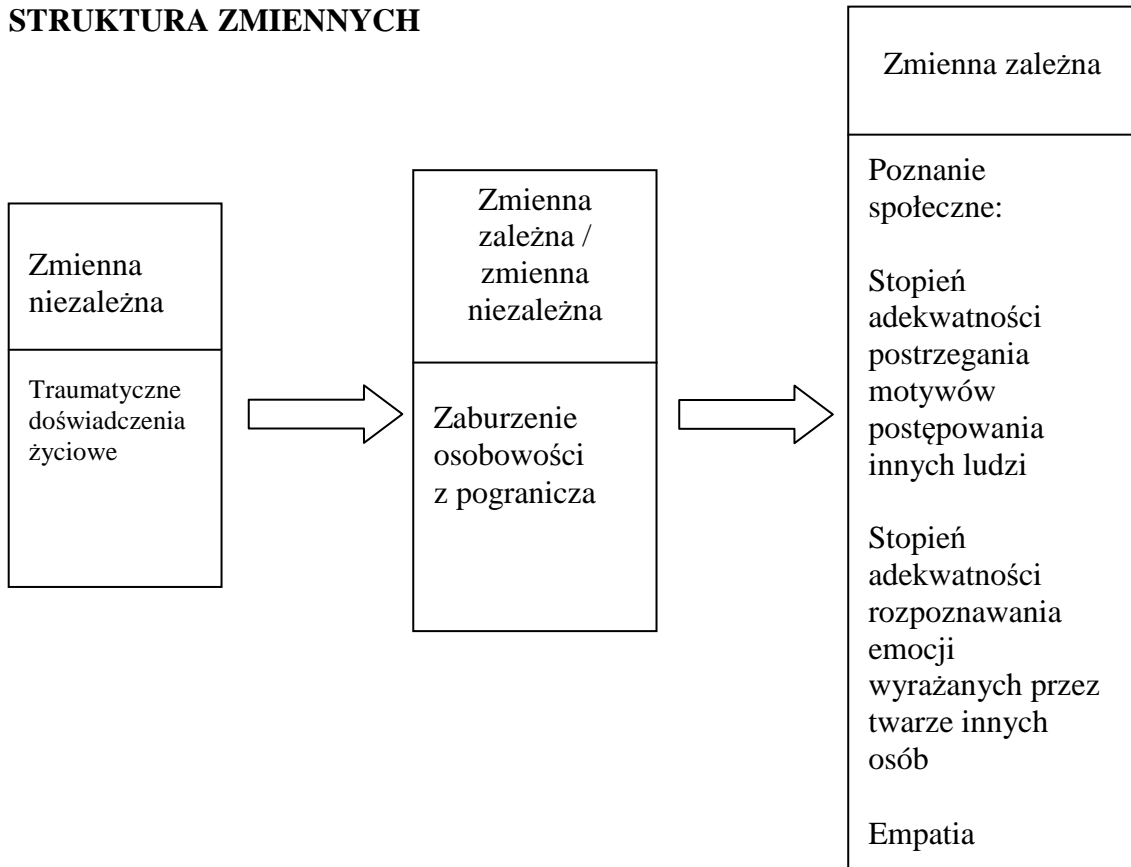 STRUKTURA ZMIENNYCH
Zmienna
niezależna
Traumatyczne
doświadczenia
życiowe
Zmienna
zależna /
zmienna
niezależna
Zaburzenie
osobowości
z pogranicza
Zmienna zależna
Poznanie
społeczne:
Stopień
adekwatności
postrzegania
motywów
postępowania
innych ludzi
Stopień
adekwatności
rozpoznawania
emocji
wyrażanych przez
twarze innych
osób
Empatia